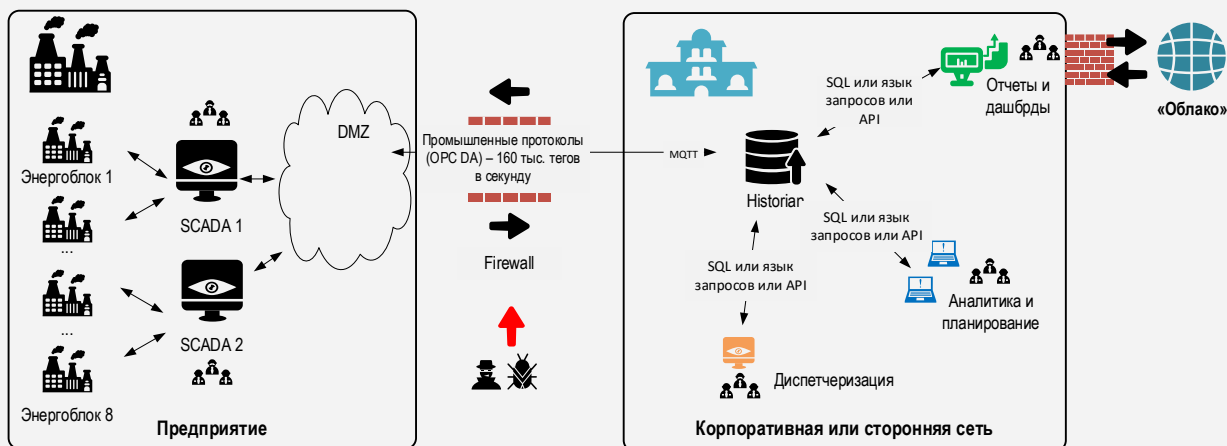 Энергоблок 1
...
...
Энергоблок 8
SCADA 1
SCADA 2
DMZ
Предприятие
Промышленные протоколы
(OPC DA) – 160 тыс. тегов
в секунду
Firewall
MQTT
Historian
SQL или язык
запросов или
API
Отчеты и
дашбрды
SQL или язык
запросов или API
Аналитика и
планирование
SQL или язык
запросов или API
Диспетчеризация
Корпоративная или сторонняя сеть
«Облако»